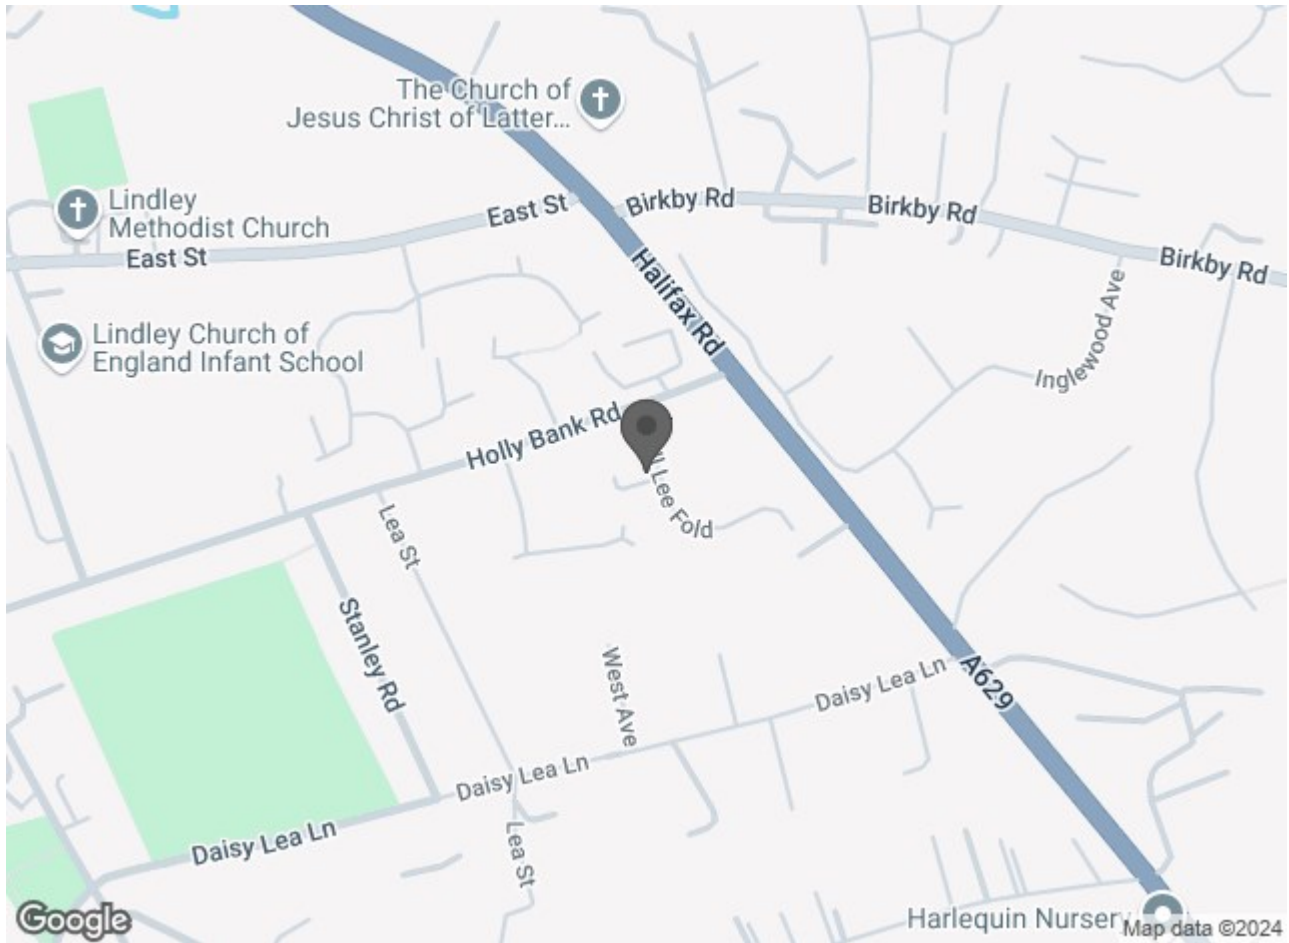 The Church of
Jesus Christ of Latter...
Lindley
Methodist Church
East St
Birkby Rd
Birkby Rd
East St
Birkby Rd
Halifax Rd
Lindley Church of
England Infant School
Inglewood Ave
Holly Bank Rd
Lee Fold
Lea St
Stanley Rd
West Ave
Daisy Lea Ln
A629
Daisy Lea Ln
Daisy Lea Ln
Lea St
Google
Harlequin Nursery
Map data ©2024